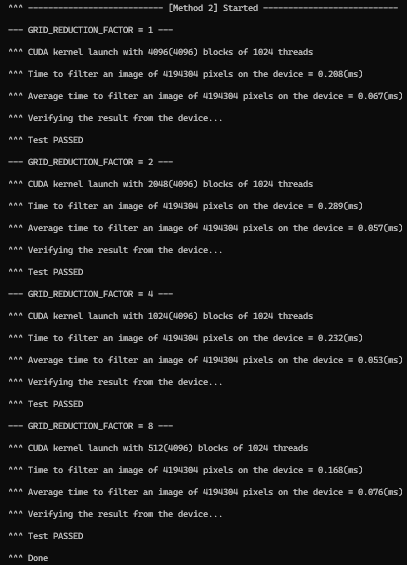 ^^^ --------------------------- [Method 2] Started ---------------------------
--- GRID_REDUCTION_FACTOR = 1 ---
^^^ CUDA kernel launch with 4096(4096) blocks of 1024 threads
^^^ Time to filter an image of 4194304 pixels on the device = 0.208(ms)
^^^ Average time to filter an image of 4194304 pixels on the device = 0.067(ms)
^^^ Verifying the result from the device...
^^^ Test PASSED
--- GRID_REDUCTION_FACTOR = 2 ---
^^^ CUDA kernel launch with 2048(4096) blocks of 1024 threads
^^^ Time to filter an image of 4194304 pixels on the device = 0.289(ms)
^^^ Average time to filter an image of 4194304 pixels on the device = 0.057(ms)
^^^ Verifying the result from the device...
^^^ Test PASSED
--- GRID_REDUCTION_FACTOR = 4 ---
^^^ CUDA kernel launch with 1024(4096) blocks of 1024 threads
^^^ Time to filter an image of 4194304 pixels on the device = 0.232(ms)
^^^ Average time to filter an image of 4194304 pixels on the device = 0.053(ms)
^^^ Verifying the result from the device...
^^^ Test PASSED
--- GRID_REDUCTION_FACTOR = 8 ---
^^^ CUDA kernel launch with 512(4096) blocks of 1024 threads
^^^ Time to filter an image of 4194304 pixels on the device = 0.168(ms)
^^^ Average time to filter an image of 4194304 pixels on the device = 0.076(ms)
^^^ Verifying the result from the device...
^^^ Test PASSED
^^^ Done